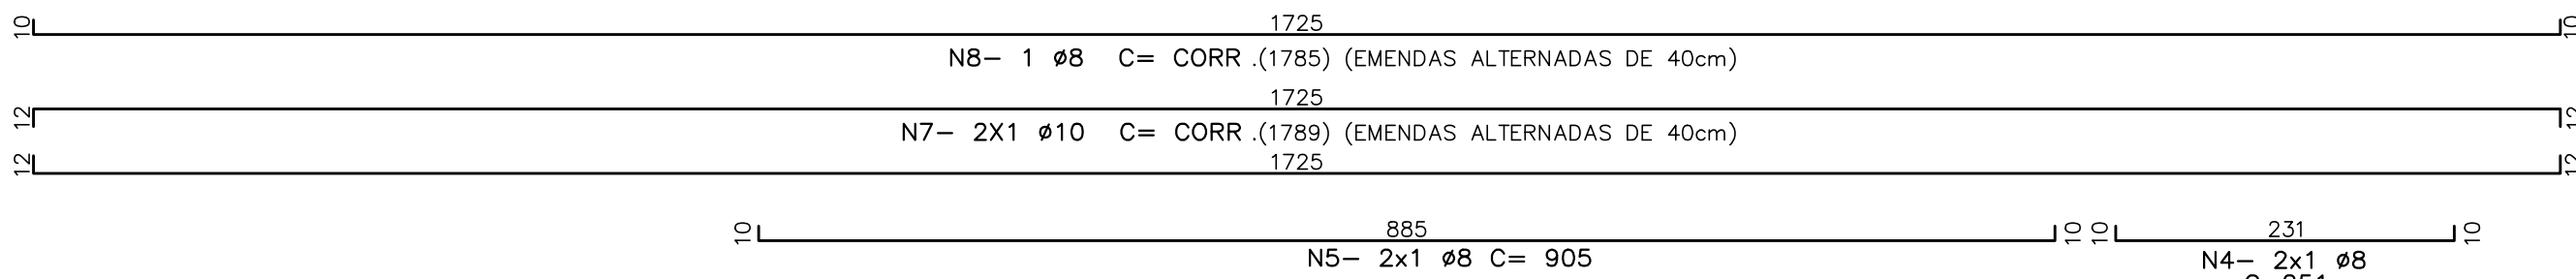 10 1725 10
N8- 1 ø8 C= CORR .(1785) (EMENDAS ALTERNADAS DE 40cm)
12 1725 12
N7- 2X1 ø10 C= CORR .(1789) (EMENDAS ALTERNADAS DE 40cm)
12 1725 12
10 885 10 10 231 10
N5- 2x1 ø8 C= 905 N4- 2x1 ø8